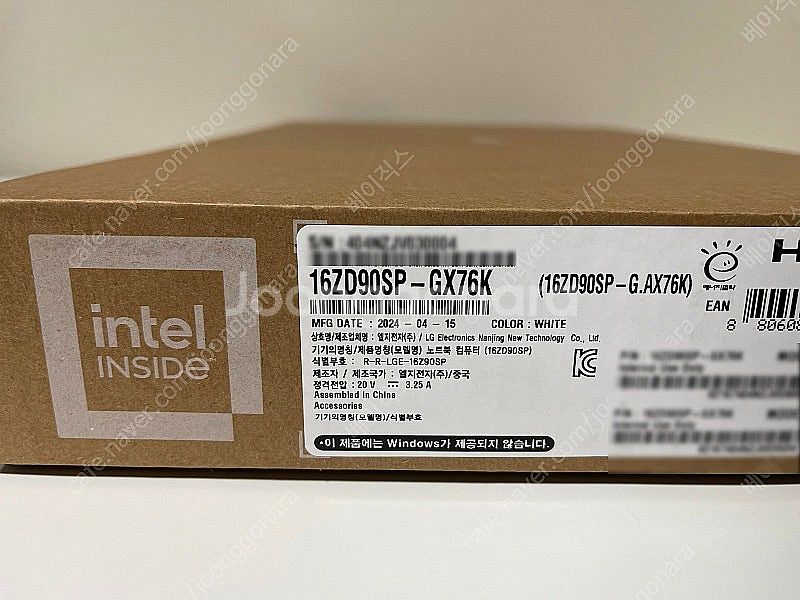 intel
INSIDE
16ZD90SP-GX76K (16ZD90SP-G.AX76K)
EAN
MFG DATE : 2024-04-15 COLOR : WHITE
상호명/제조업체명 : 엘지전자(주) / LG Electronics Nanjing New Technology Co., Ltd.
기기의명칭/제품명칭(모델명) 노트북 컴퓨터 (16ZD90SP)
식별부호 : R-R-LGE-16Z90SP
제조자 / 제조국가 : 엘지전자(주)/중국
정격전압 : 20 V ⎓ 3.25 A
Assembled in China
Accessories
기기의명칭(모델명)/식별부호
•이 제품에는 Windows가 제공되지 않습니다.
Joonggonara
cafe.naver.com/joonggonara
베이직스